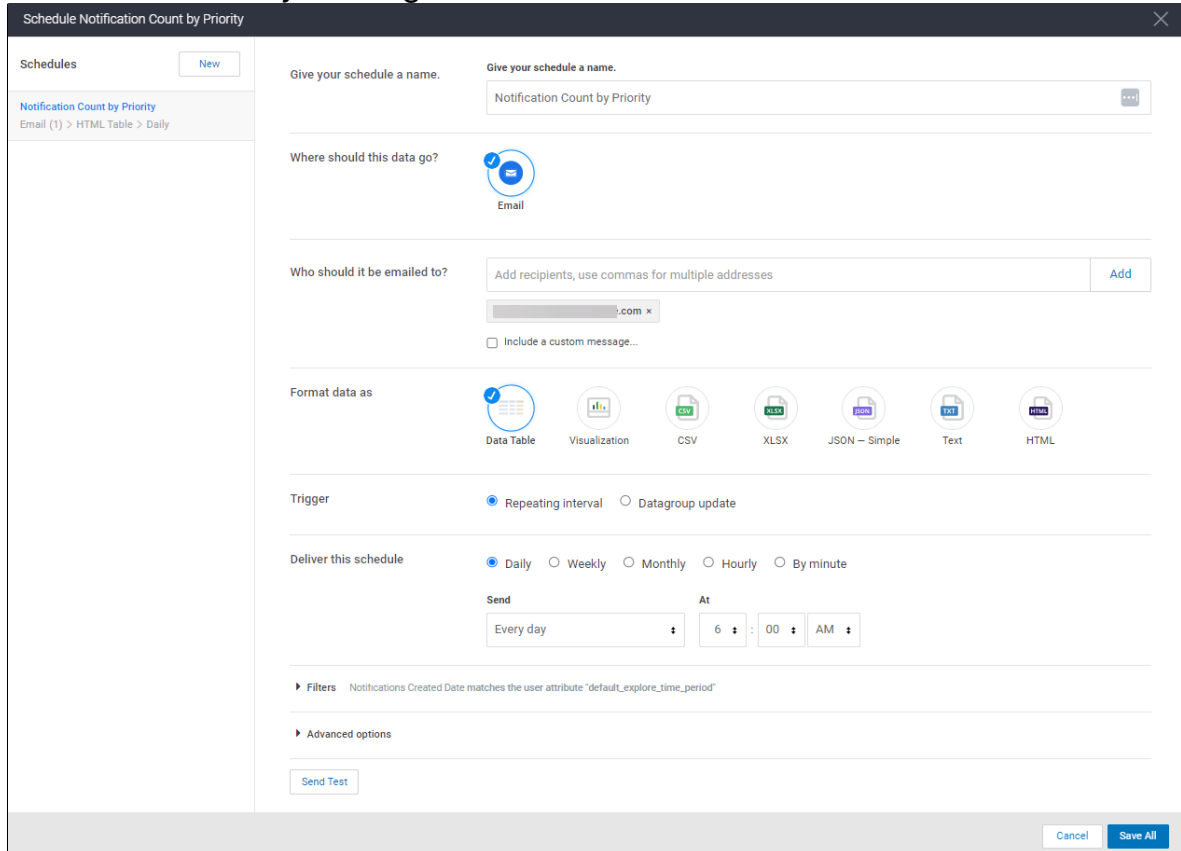 Schedule Notification Count by Priority
Schedules
New
Notification Count by Priority
Email (1) > HTML Table > Daily
Give your schedule a name.
Give your schedule a name.
Notification Count by Priority
Where should this data go?
Email
Who should it be emailed to?
Add recipients, use commas for multiple addresses
Add
.com ×
Include a custom message...
Format data as
Data Table
Visualization
CSV
CSV
XLSX
XLSX
JSON
JSON — Simple
TXT
Text
HTML
HTML
Trigger
Repeating interval
Datagroup update
Deliver this schedule
Daily
Weekly
Monthly
Hourly
By minute
Send
At
Every day
6 : 00 AM
Filters Notifications Created Date matches the user attribute "default_explore_time_period"
Advanced options
Send Test
Cancel
Save All